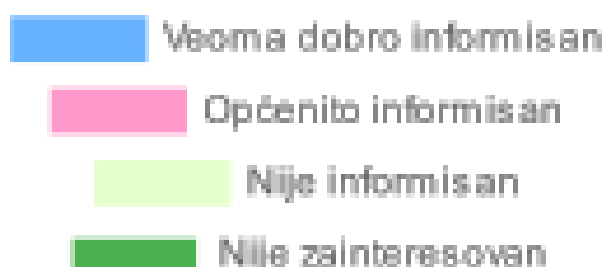 Veoma dobro informisan
Općenito informisan
Nije informisan
Nije zainteresovan